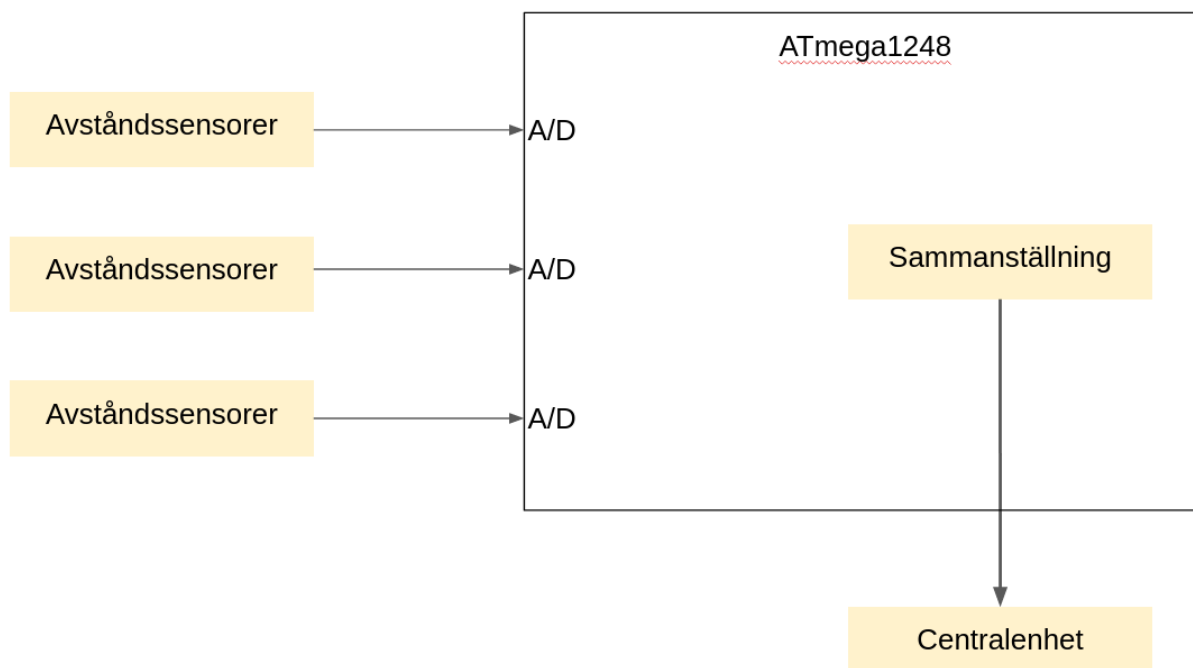 ATmega1248
Avståndssensorer
A/D
Avståndssensorer
A/D
Sammanställning
Avståndssensorer
A/D
Centralenhet